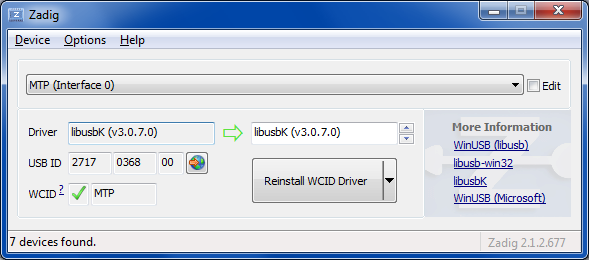 Zadig
Device Options Help
MTP (Interface 0)
Edit
Driver libusbK (v3.0.7.0) libusbK (v3.0.7.0)
USB ID 2717 0368 00
WCID ? MTP
Reinstall WCID Driver
More Information
WinUSB (libusb)
libusb-win32
libusbK
WinUSB (Microsoft)
7 devices found.
Zadig 2.1.2.677